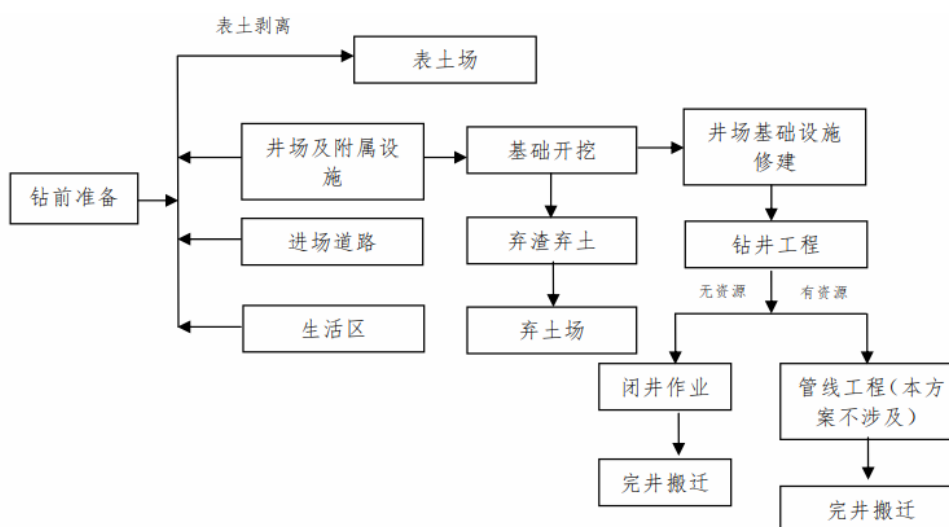 表土剥离
表土场
井场及附属设
施
基础开挖
井场基础设施
修建
钻前准备
进场道路
弃渣弃土
钻井工程
无资源
有资源
生活区
弃土场
闭井作业
管线工程（本方
案不涉及）
完井搬迁
完井搬迁